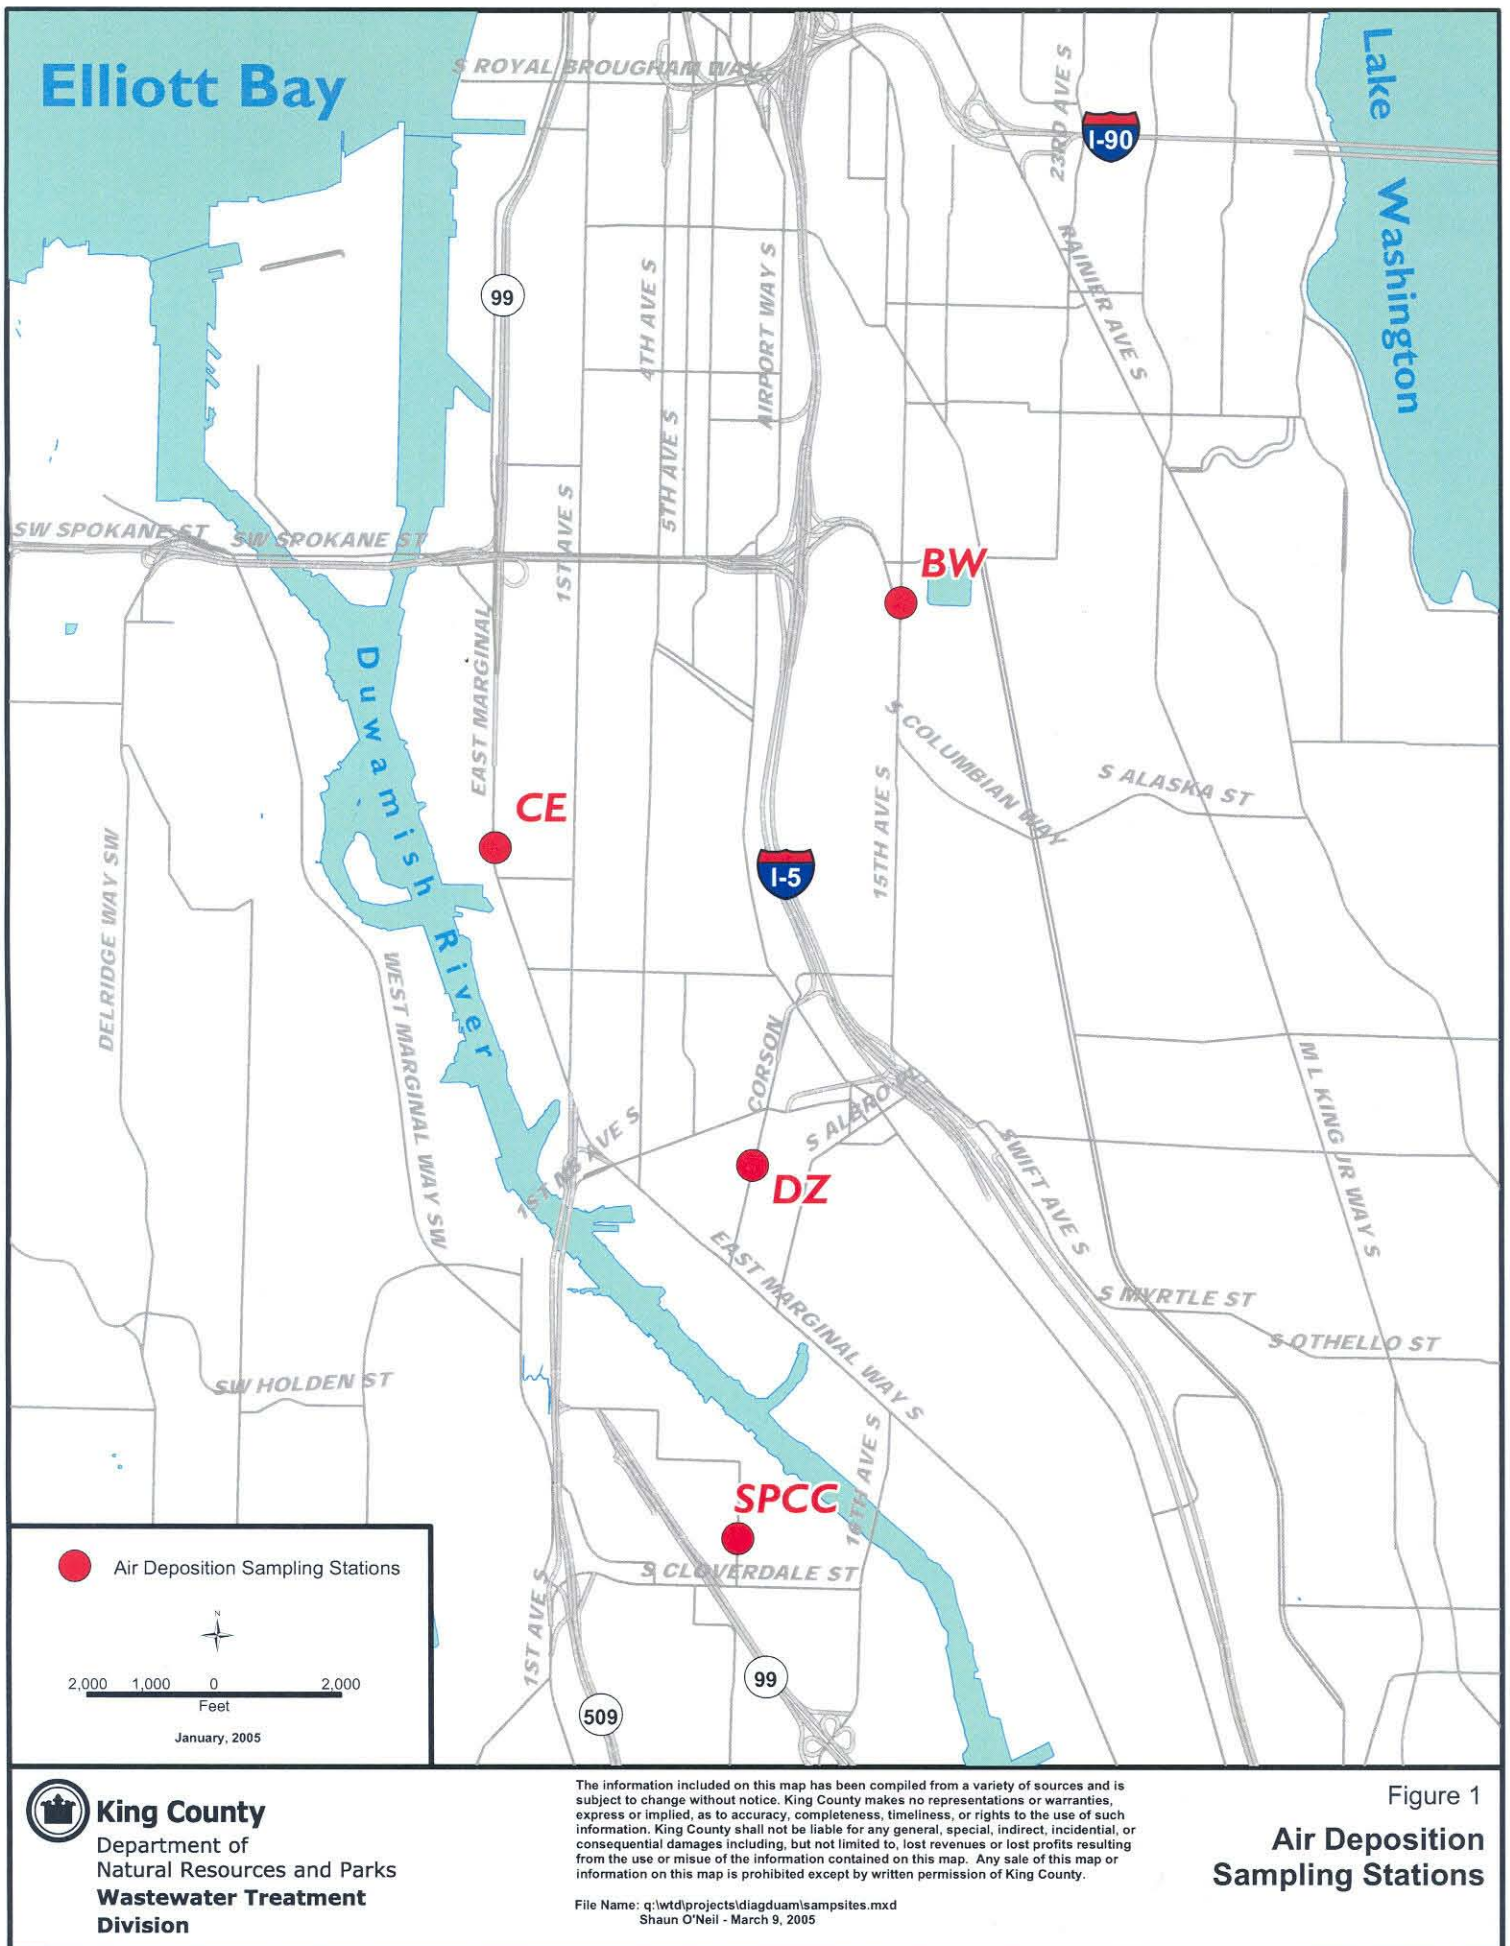 Elliott Bay
Lake Washington
S ROYAL BROUGHAM WAY
23RD AVE S
I-90
RAINIER AVE S
99
4TH AVE S
AIRPORT WAY S
5TH AVE S
1ST AVE S
SW SPOKANE ST
SW SPOKANE ST
BW
Duwamish River
EAST MARGINAL
S COLUMBIAN WAY
S ALASKA ST
CE
15TH AVE S
I-5
DELRIDGE WAY SW
WEST MARGINAL WAY SW
CORSON
S ALBRO
M L KING JR WAY S
1ST AVE S
SWIFT AVE S
DZ
EAST MARGINAL WAY S
S MYRTLE ST
S OTHELLO ST
SW HOLDEN ST
16TH AVE S
SPCC
S CLOVERDALE ST
1ST AVE S
99
509
Air Deposition Sampling Stations
N
2,000 1,000 0 2,000
Feet
January, 2005
King County
Department of
Natural Resources and Parks
Wastewater Treatment
Division
The information included on this map has been compiled from a variety of sources and is
subject to change without notice. King County makes no representations or warranties,
express or implied, as to accuracy, completeness, timeliness, or rights to the use of such
information. King County shall not be liable for any general, special, indirect, incidental, or
consequential damages including, but not limited to, lost revenues or lost profits resulting
from the use or misue of the information contained on this map. Any sale of this map or
information on this map is prohibited except by written permission of King County.
File Name: q:\wtd\projects\diagduam\sampsites.mxd
Shaun O'Neil - March 9, 2005
Figure 1
Air Deposition
Sampling Stations